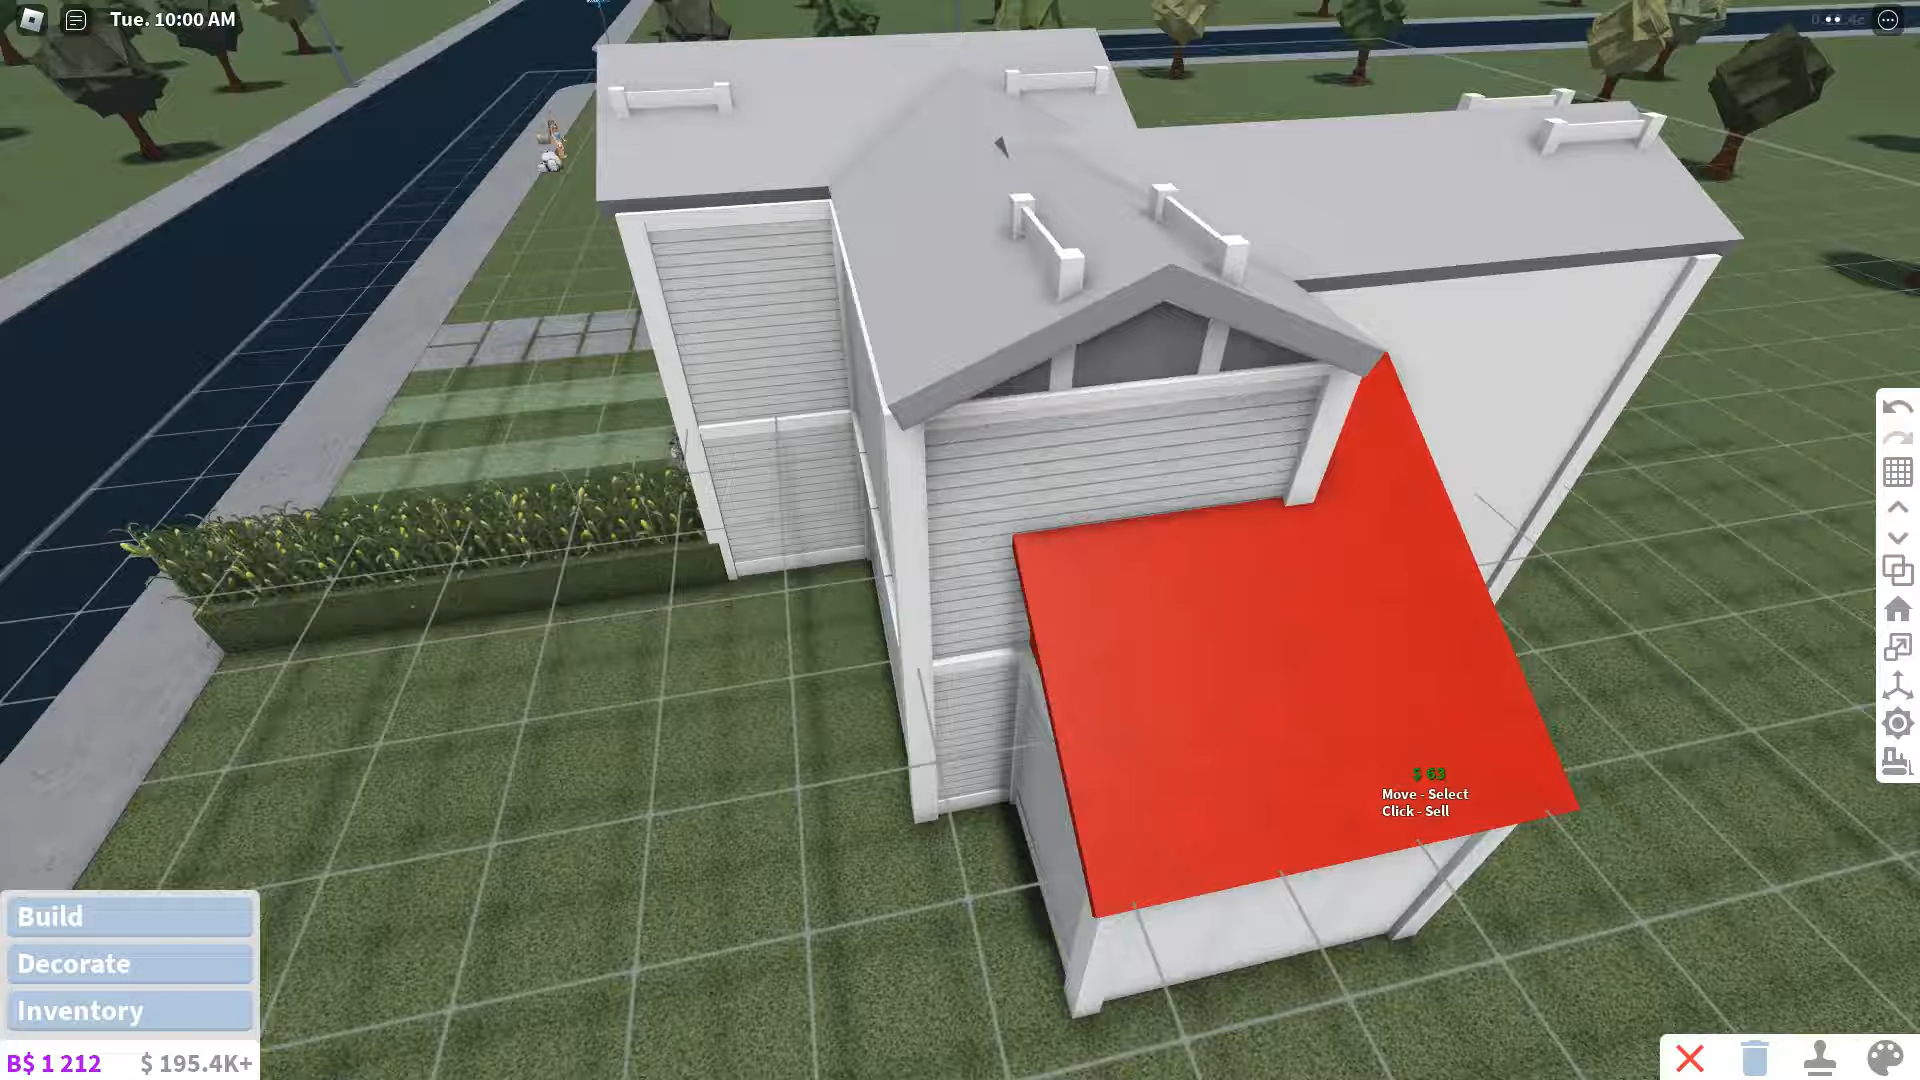 Tue. 10:00 AM
$ 63
Move - Select
Click - Sell
Build
Decorate
Inventory
B$ 1 212
$ 195.4K+